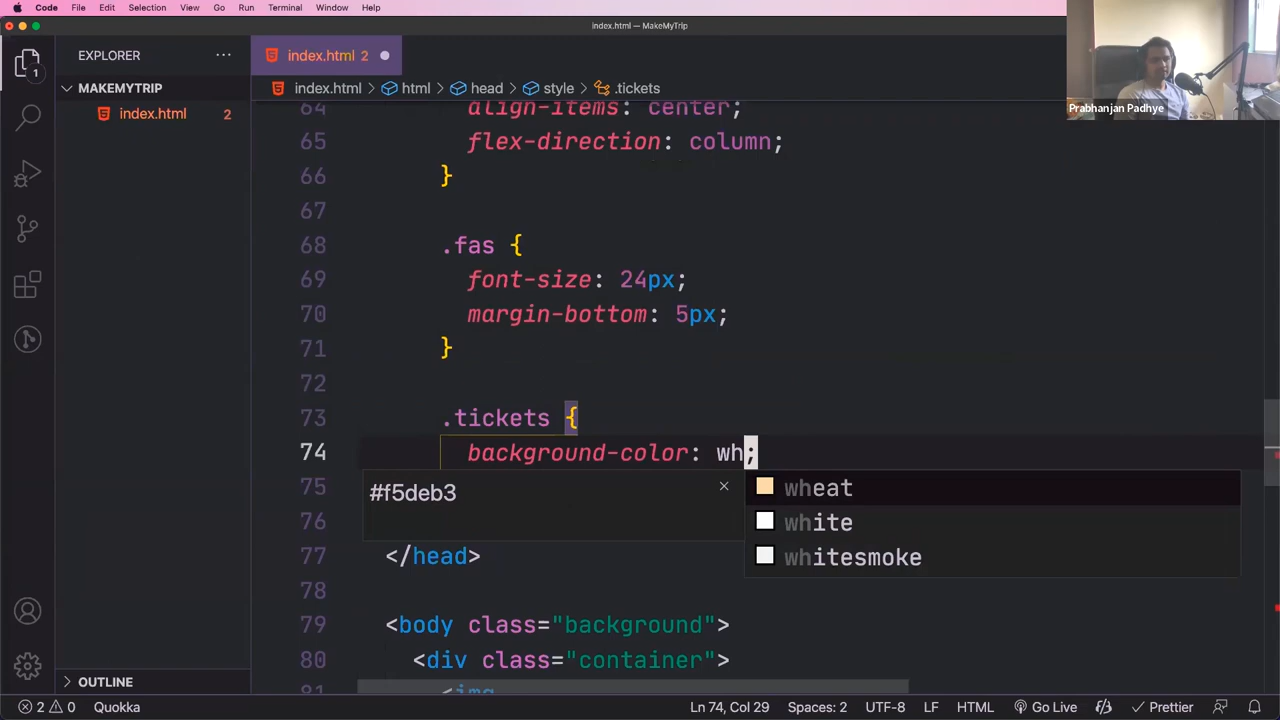 Code File Edit Selection View Go Run Terminal Window Help
index.html — MakeMyTrip
EXPLORER
index.html 2
MAKEMYTRIP
index.html > html > head > style > .tickets
index.html 2
1
Prabhanjan Padhye
64 align-items: center;
65 flex-direction: column;
66 }
67
68 .fas {
69 font-size: 24px;
70 margin-bottom: 5px;
71 }
72
73 .tickets {
74 background-color: wh;
75 #f5deb3 × wheat
76 white
77 </head> whitesmoke
78
79 <body class="background">
80 <div class="container">
81 <img
OUTLINE
2 0 Quokka Ln 74, Col 29 Spaces: 2 UTF-8 LF HTML Go Live Prettier